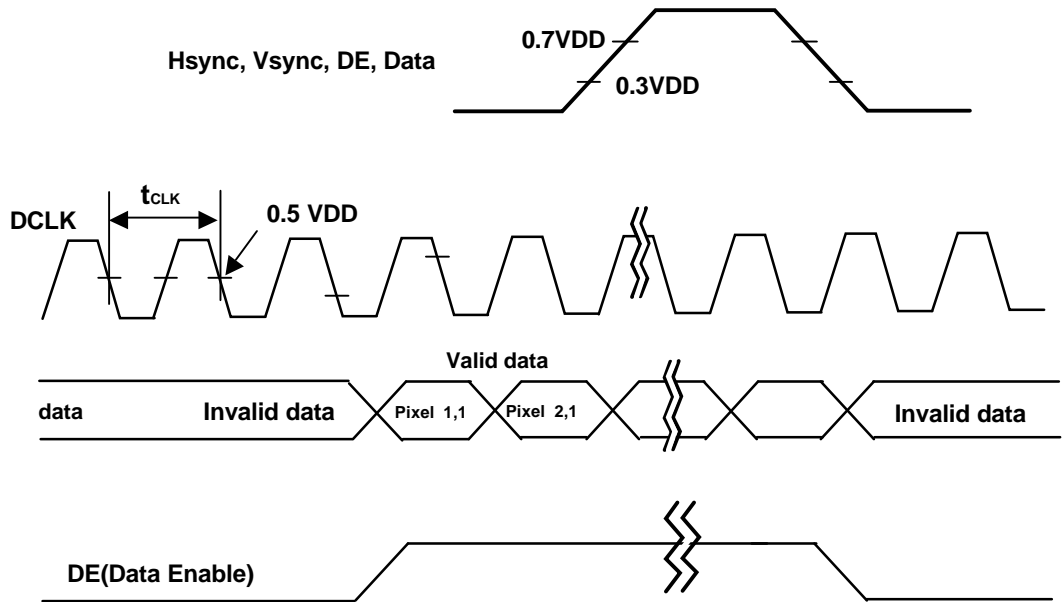 0.7VDD
Hsync, Vsync, DE, Data
0.3VDD
tCLK
DCLK
0.5 VDD
Valid data
data
Invalid data
Pixel 1,1
Pixel 2,1
Invalid data
DE(Data Enable)